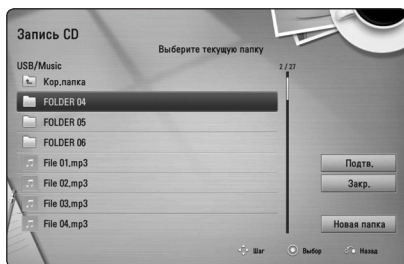 Запись CD
Выберите текущую папку
USB/Music
2 / 27
Кор.папка
FOLDER 04
FOLDER 05
FOLDER 06
File 01.mp3
File 02.mp3
File 03.mp3
File 04.mp3
Подтв.
Закр.
Новая папка
Шаг
Выбор
Назад